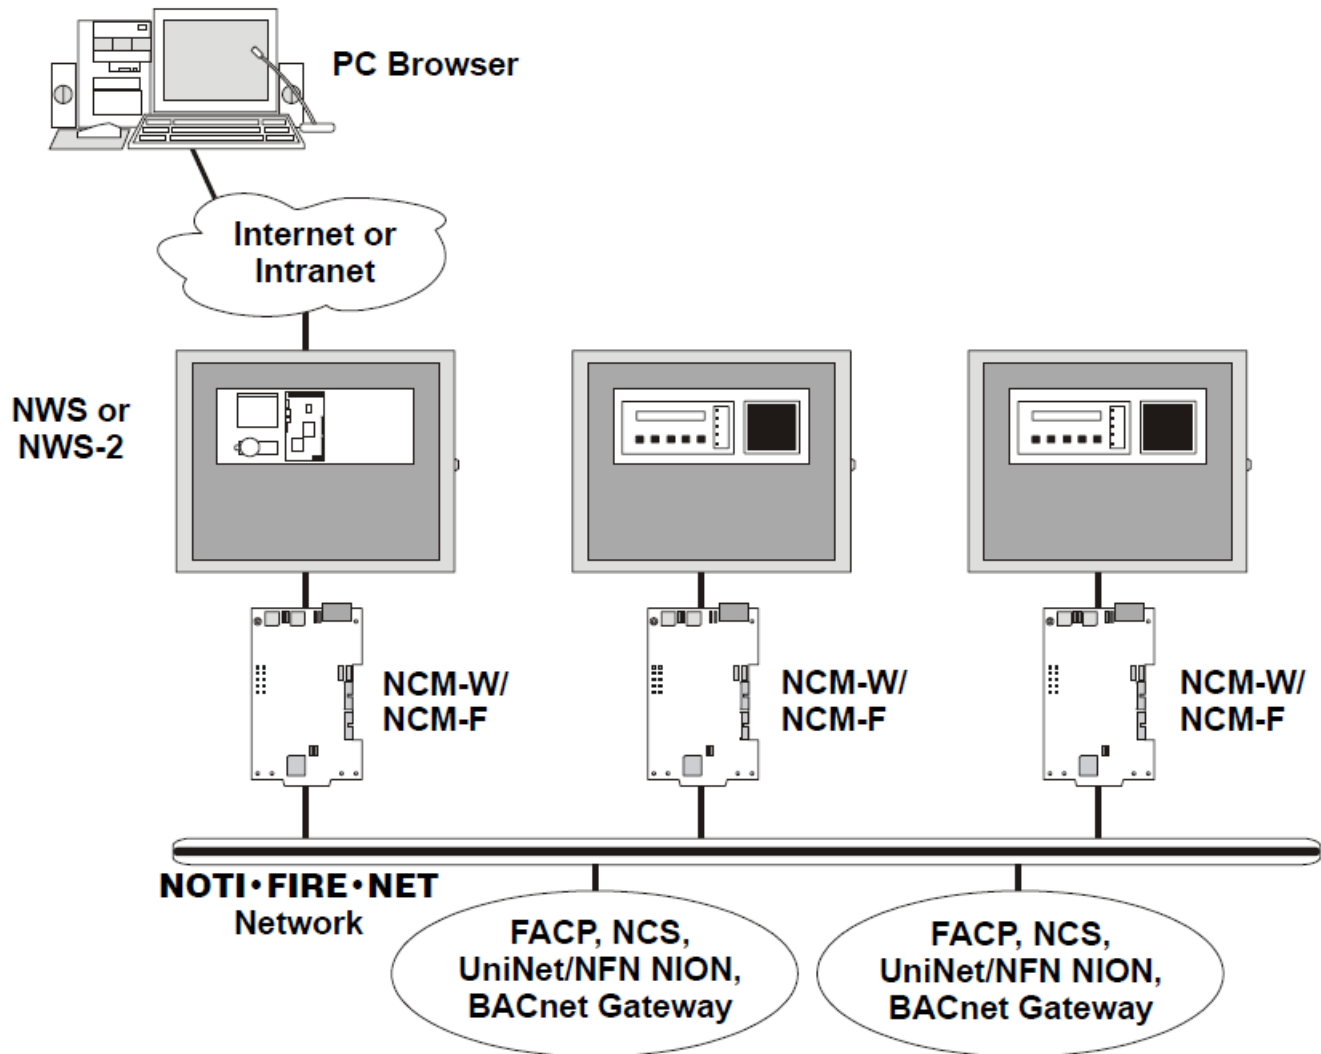 PC Browser
Internet or
Intranet
NWS or
NWS-2
NCM-W/
NCM-F
NCM-W/
NCM-F
NCM-W/
NCM-F
NOTI•FIRE•NET
Network
FACP, NCS,
UniNet/NFN NION,
BACnet Gateway
FACP, NCS,
UniNet/NFN NION,
BACnet Gateway